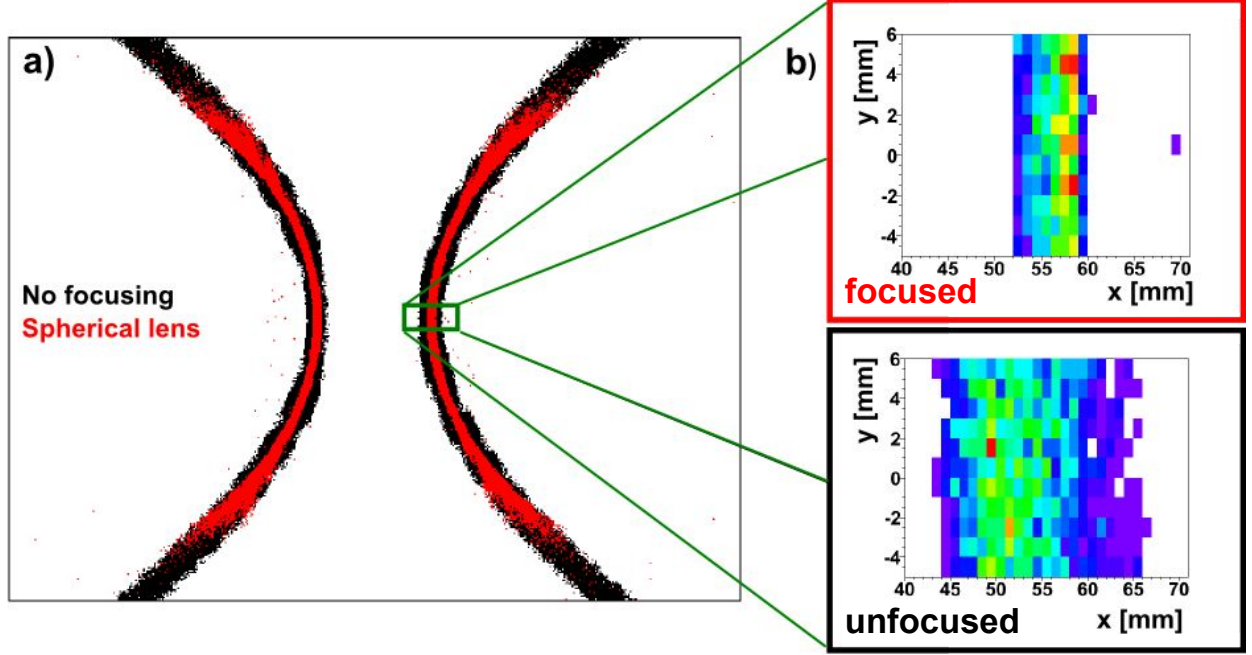 a)
No focusing
Spherical lens
b)
y [mm]
6
4
2
0
-2
-4
40 45 50 55 60 65 70
focused
x [mm]
y [mm]
6
4
2
0
-2
-4
40 45 50 55 60 65 70
unfocused
x [mm]